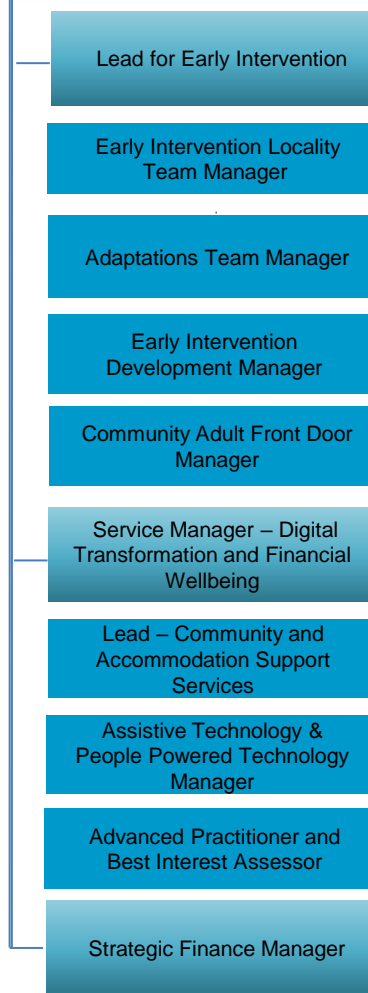 Lead for Early Intervention
Early Intervention Locality
Team Manager
Adaptations Team Manager
Early Intervention
Development Manager
Community Adult Front Door
Manager
Service Manager – Digital
Transformation and Financial
Wellbeing
Lead – Community and
Accommodation Support
Services
Assistive Technology &
People Powered Technology
Manager
Advanced Practitioner and
Best Interest Assessor
Strategic Finance Manager